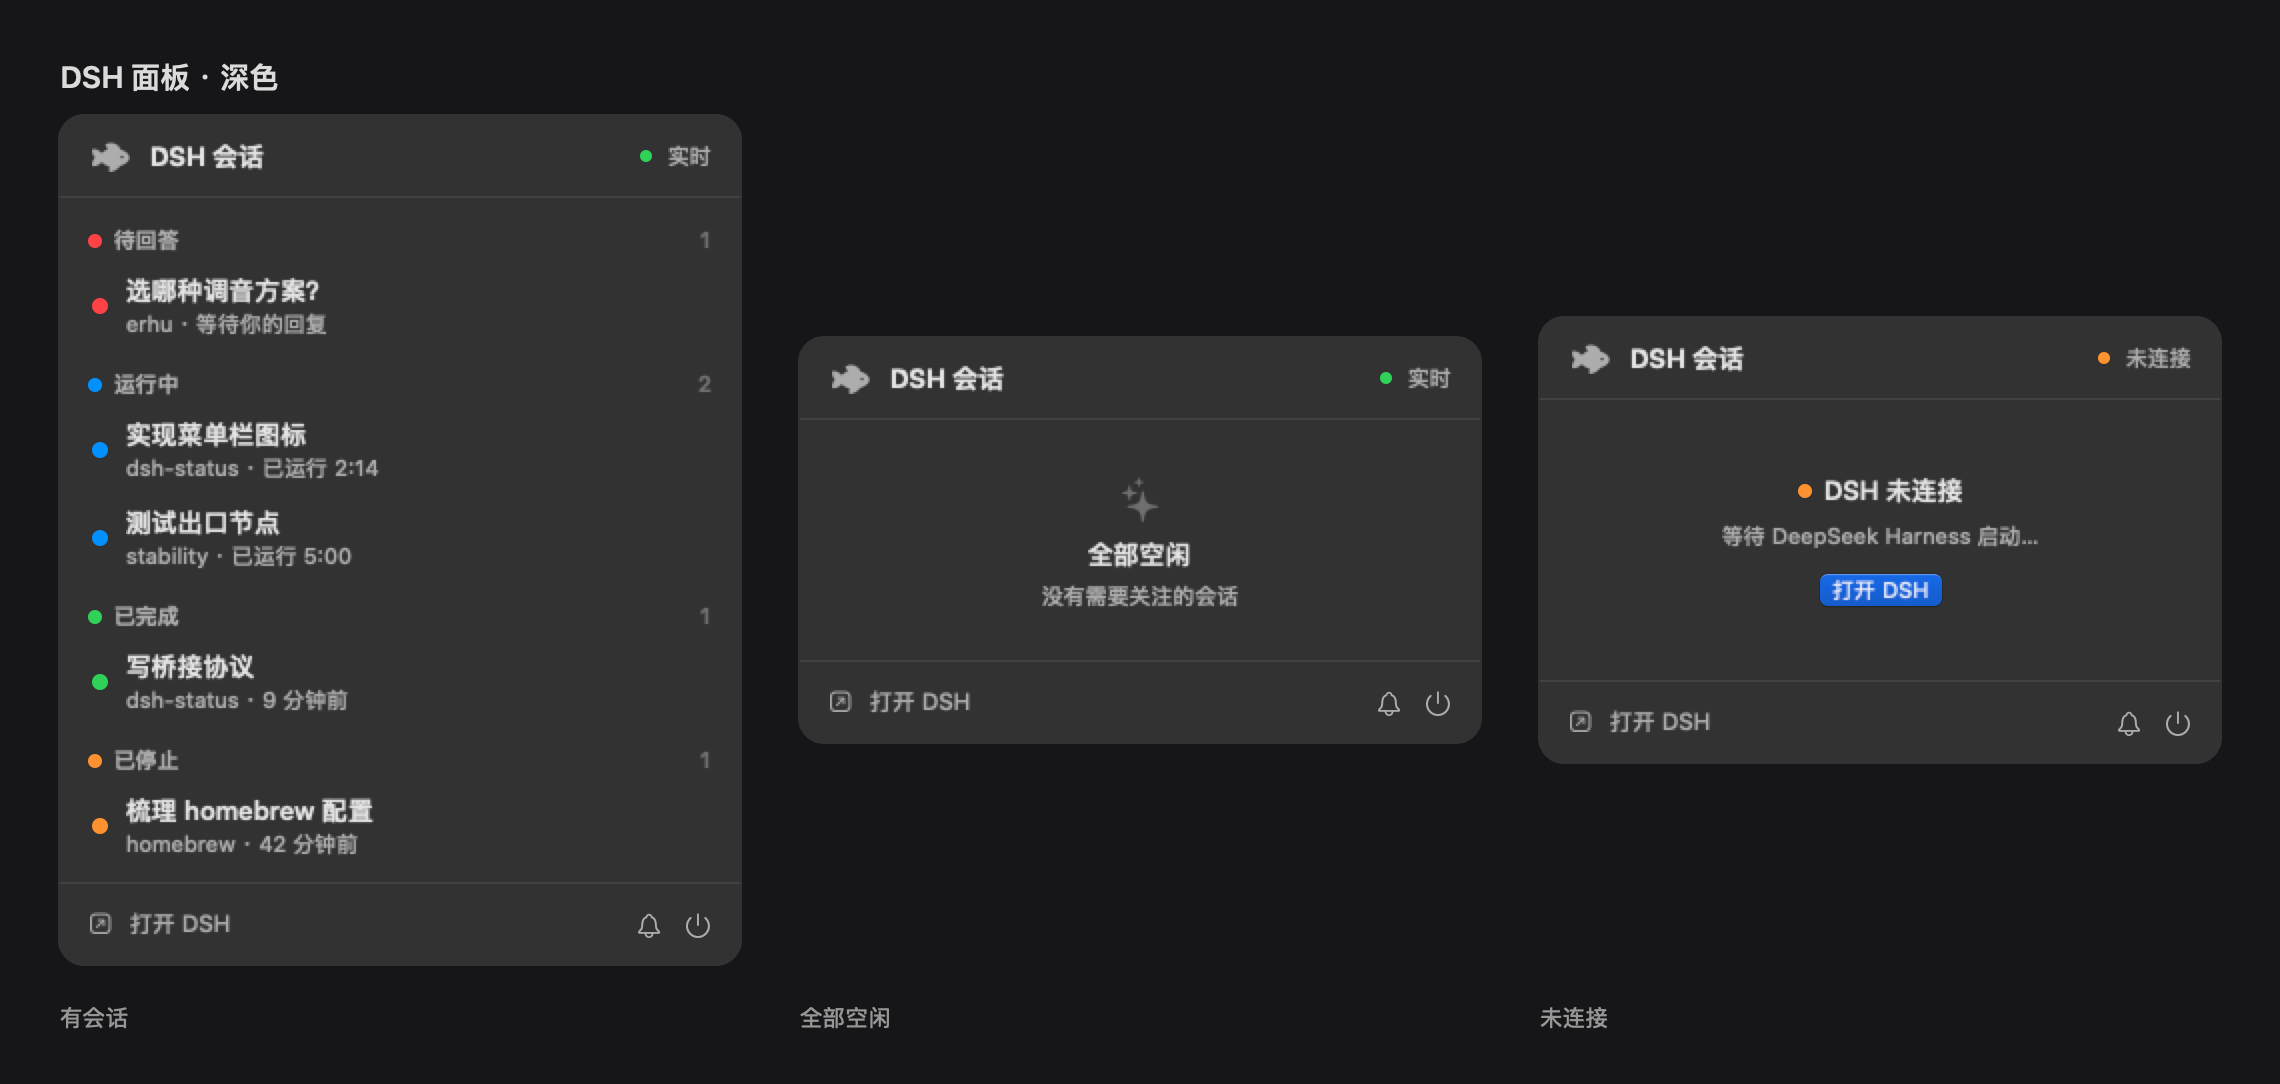 DSH 面板 · 深色
DSH 会话
实时
待回答
1
选哪种调音方案?
erhu · 等待你的回复
运行中
2
实现菜单栏图标
dsh-status · 已运行 2:14
测试出口节点
stability · 已运行 5:00
已完成
1
写桥接协议
dsh-status · 9 分钟前
已停止
1
梳理 homebrew 配置
homebrew · 42 分钟前
打开 DSH
有会话
DSH 会话
实时
全部空闲
没有需要关注的会话
打开 DSH
全部空闲
DSH 会话
未连接
DSH 未连接
等待 DeepSeek Harness 启动...
打开 DSH
打开 DSH
未连接